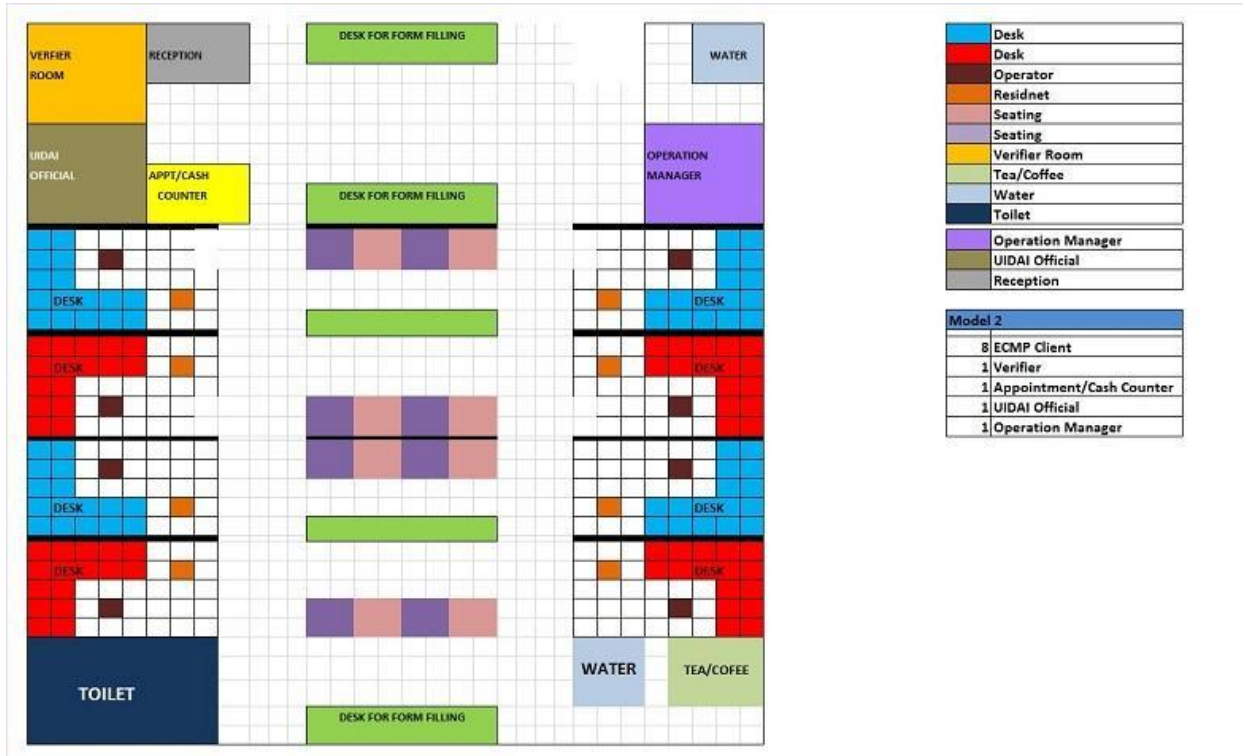 VERFIER
ROOM
RECEPTION
DESK FOR FORM FILLING
WATER
UIDAI
OFFICIAL
APPT/CASH
COUNTER
DESK FOR FORM FILLING
OPERATION
MANAGER
DESK
DESK
DESK
DESK
DESK
DESK
DESK
DESK
TOILET
WATER
TEA/COFEE
DESK FOR FORM FILLING
Desk
Desk
Operator
Residnet
Seating
Seating
Verifier Room
Tea/Coffee
Water
Toilet
Operation Manager
UIDAI Official
Reception
Model 2
8 ECMP Client
1 Verifier
1 Appointment/Cash Counter
1 UIDAI Official
1 Operation Manager